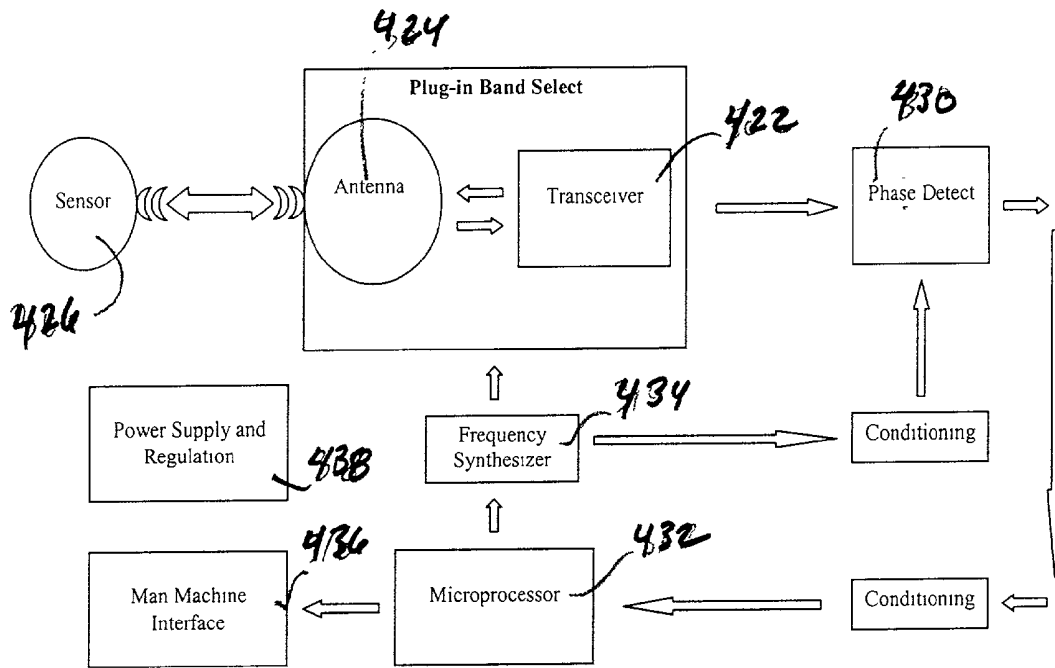 424
Plug-in Band Select
422
430
Sensor
Antenna
Transceiver
Phase Detect
426
434
Power Supply and
Regulation
438
Frequency
Synthesizer
Conditioning
436
432
Man Machine
Interface
Microprocessor
Conditioning